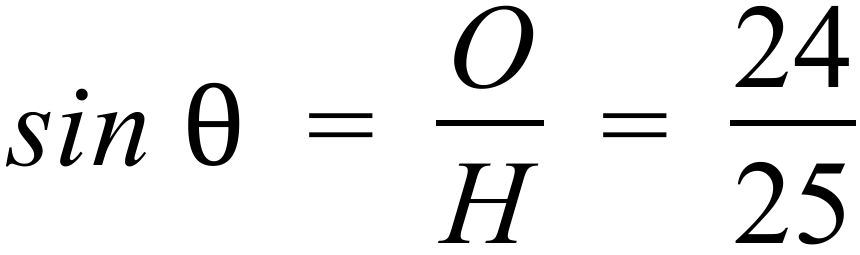 sin θ = O/H = 24/25